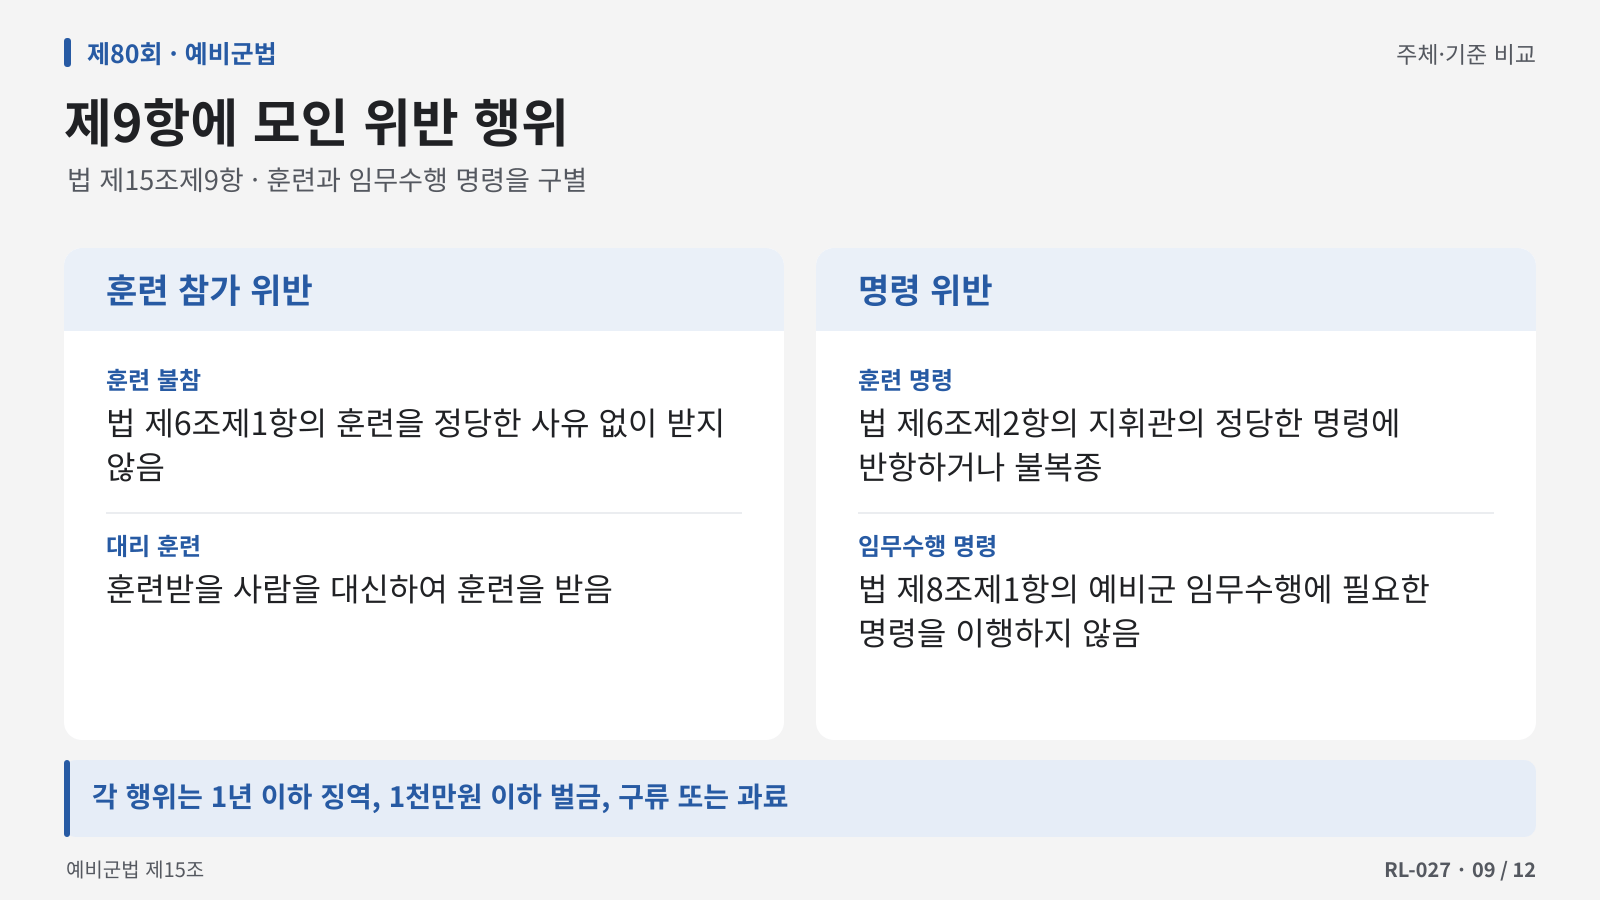 제80회 · 예비군법
주체·기준 비교
제9항에 모인 위반 행위
법 제15조제9항 · 훈련과 임무수행 명령을 구별
훈련 참가 위반
훈련 불참
법 제6조제1항의 훈련을 정당한 사유 없이 받지
않음
대리 훈련
훈련받을 사람을 대신하여 훈련을 받음
명령 위반
훈련 명령
법 제6조제2항의 지휘관의 정당한 명령에
반항하거나 불복종
임무수행 명령
법 제8조제1항의 예비군 임무수행에 필요한
명령을 이행하지 않음
각 행위는 1년 이하 징역, 1천만원 이하 벌금, 구류 또는 과료
예비군법 제15조
RL-027 · 09 / 12